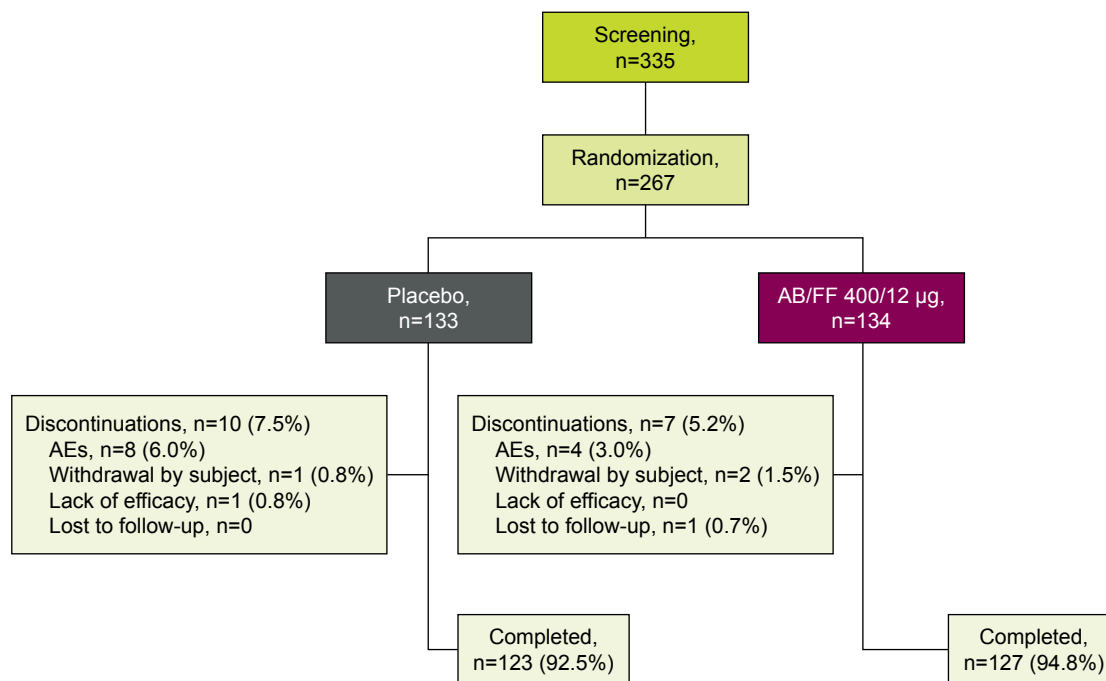 Screening,
n=335
Randomization,
n=267
Placebo,
n=133
AB/FF 400/12 µg,
n=134
Discontinuations, n=10 (7.5%)
AEs, n=8 (6.0%)
Withdrawal by subject, n=1 (0.8%)
Lack of efficacy, n=1 (0.8%)
Lost to follow-up, n=0
Discontinuations, n=7 (5.2%)
AEs, n=4 (3.0%)
Withdrawal by subject, n=2 (1.5%)
Lack of efficacy, n=0
Lost to follow-up, n=1 (0.7%)
Completed,
n=123 (92.5%)
Completed,
n=127 (94.8%)